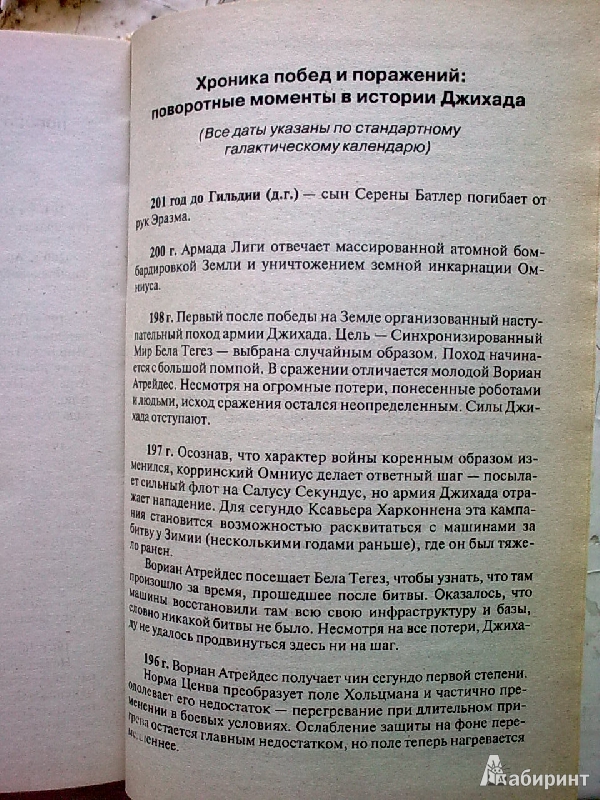 Хроника побед и поражений:
поворотные моменты в истории Джихада
(Все даты указаны по стандартному
галактическому календарю)
201 год до Гильдии (д.г.) — сын Серены Батлер погибает от
рук Эразма.
200 г. Армада Лиги отвечает массированной атомной бом-
бардировкой Земли и уничтожением земной инкарнации Ом-
ниуса.
198 г. Первый после победы на Земле организованный насту-
пательный поход армии Джихада. Цель — Синхронизированный
Мир Бела Тегез — выбрана случайным образом. Поход начина-
ется с большой помпой. В сражении отличается молодой Вориан
Атрейдес. Несмотря на огромные потери, понесенные роботами
и людьми, исход сражения остался неопределенным. Силы Джи-
хада отступают.
197 г. Осознав, что характер войны коренным образом из-
менился, корринский Омниус делает ответный шаг — посыла-
ет сильный флот на Салусу Секундус, но армия Джихада отра-
жает нападение. Для сегундо Ксавьера Харконнена эта кампа-
ния становится возможностью расквитаться с машинами за
битву у Зимии (несколькими годами раньше), где он был тяже-
ло ранен.
Вориан Атрейдес посещает Бела Тегез, чтобы узнать, что там
произошло за время, прошедшее после битвы. Оказалось, что
машины восстановили там всю свою инфраструктуру и базы,
словно никакой битвы не было. Несмотря на все потери, Джиха-
ду не удалось продвинуться здесь ни на шаг.
196 г. Вориан Атрейдес получает чин сегундо первой степени.
Норма Ценва преобразует поле Хольцмана и частично пре-
одолевает его недостаток — перегревание при длительном при-
менении в боевых условиях. Ослабление защиты на фоне пере-
грева остается главным недостатком, но поле теперь нагревается
медленнее.
Лабиринт